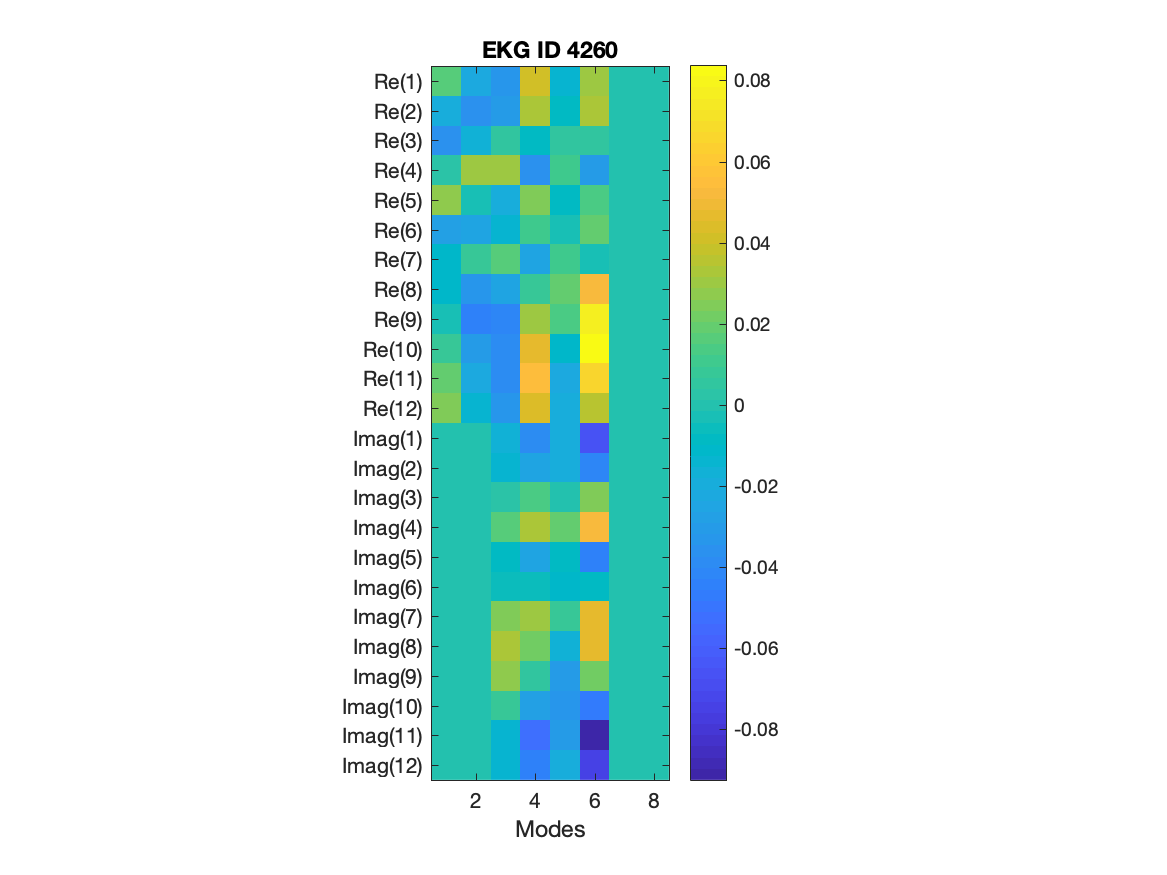 EKG ID 4260
Re(1)
Re(2)
Re(3)
Re(4)
Re(5)
Re(6)
Re(7)
Re(8)
Re(9)
Re(10)
Re(11)
Re(12)
Imag(1)
Imag(2)
Imag(3)
Imag(4)
Imag(5)
Imag(6)
Imag(7)
Imag(8)
Imag(9)
Imag(10)
Imag(11)
Imag(12)
2 4 6 8
Modes
0.08
0.06
0.04
0.02
0
-0.02
-0.04
-0.06
-0.08